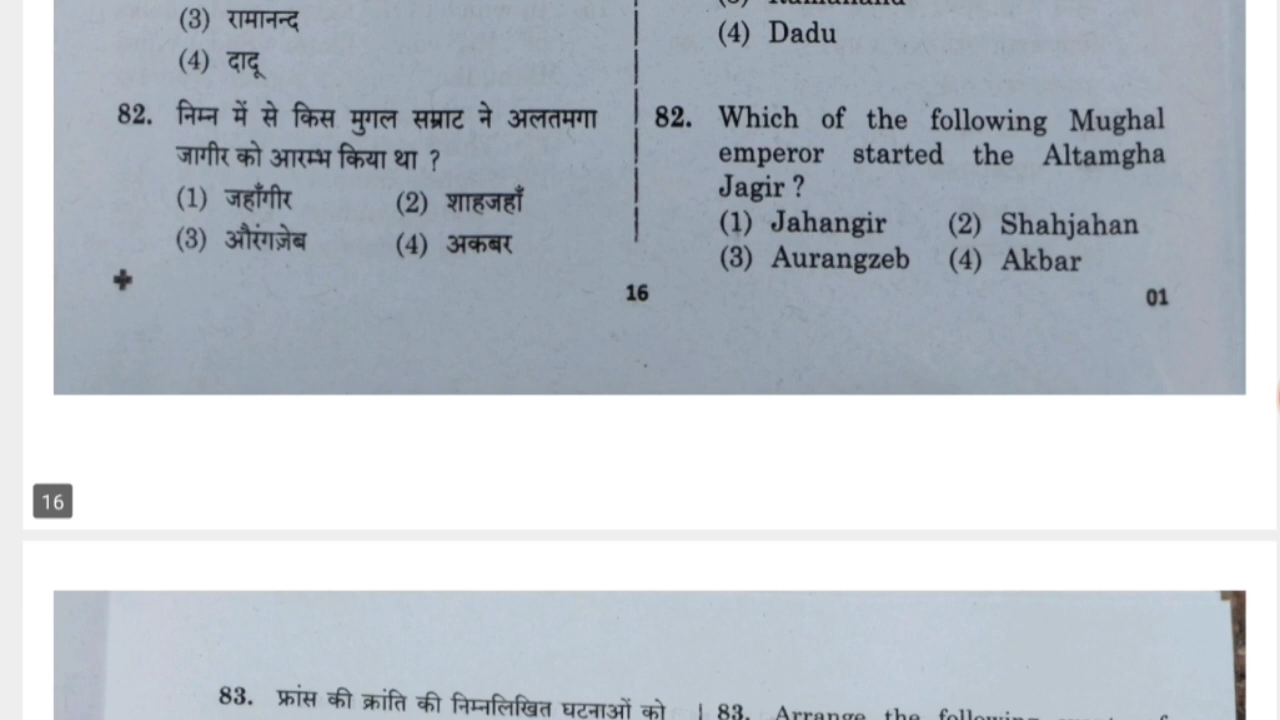 (3) रामानन्द
(4) दादू
82. निम्न में से किस मुगल सम्राट ने अलतमगा
जागीर को आरम्भ किया था ?
(1) जहाँगीर (2) शाहजहाँ
(3) औरंगज़ेब (4) अकबर
(4) Dadu
82. Which of the following Mughal
emperor started the Altamgha
Jagir ?
(1) Jahangir (2) Shahjahan
(3) Aurangzeb (4) Akbar
16
01
16
83. फ्रांस की क्रांति की निम्नलिखित घटनाओं को
83. Arrange the following